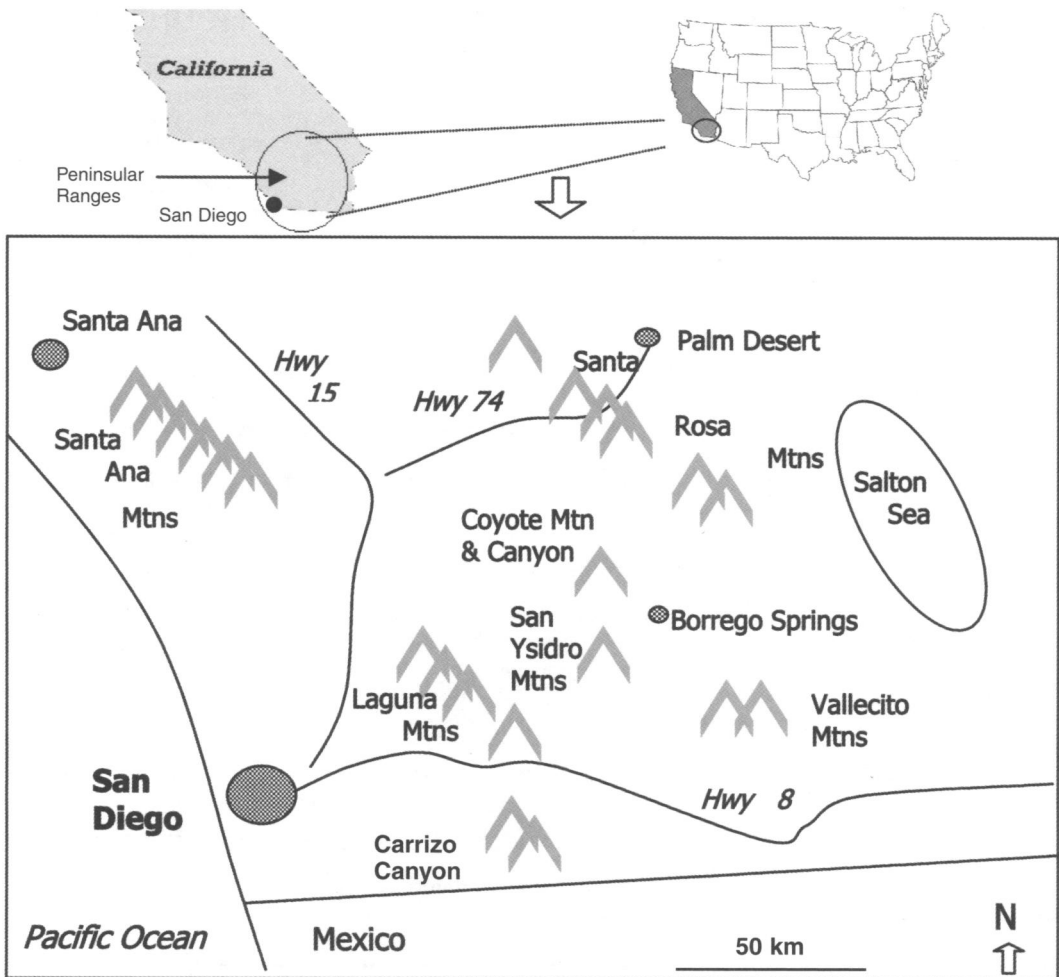 California
Peninsular
Ranges
San Diego
Santa Ana
Hwy
15
Santa
Palm Desert
Hwy 74
Rosa
Mtns
Santa
Ana
Mtns
Salton
Sea
Coyote Mtn
& Canyon
San
Ysidro
Mtns
Borrego Springs
Laguna
Mtns
Vallecito
Mtns
San
Diego
Hwy 8
Carrizo
Canyon
Pacific Ocean
Mexico
50 km
N